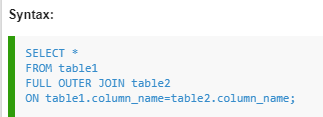 Syntax:
SELECT *
FROM table1
FULL OUTER JOIN table2
ON table1.column_name=table2.column_name;